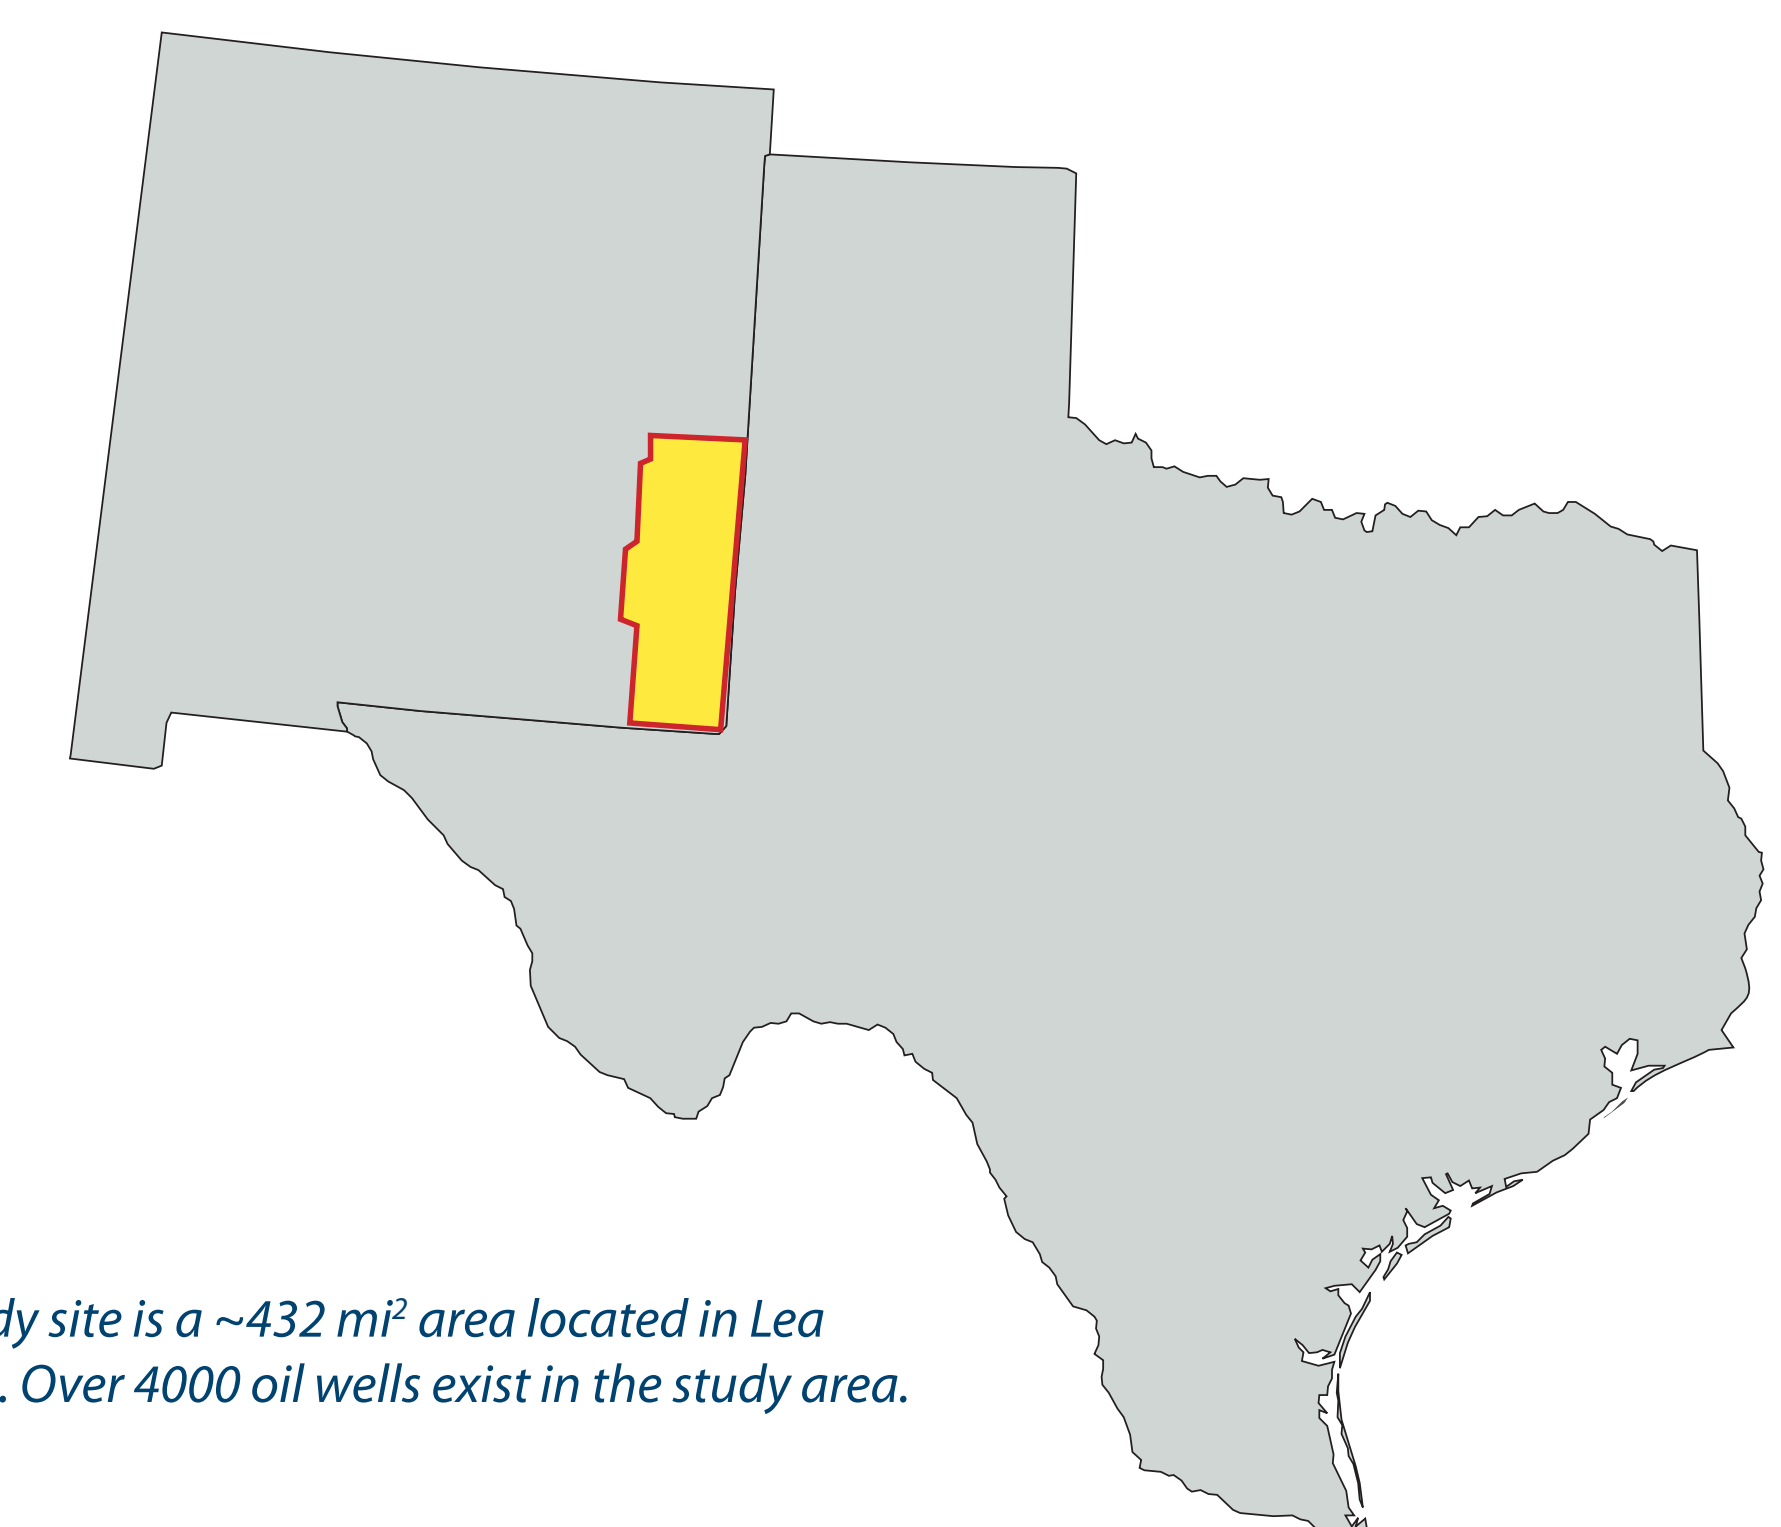 dy site is a ~432 mi² area located in Lea
. Over 4000 oil wells exist in the study area.